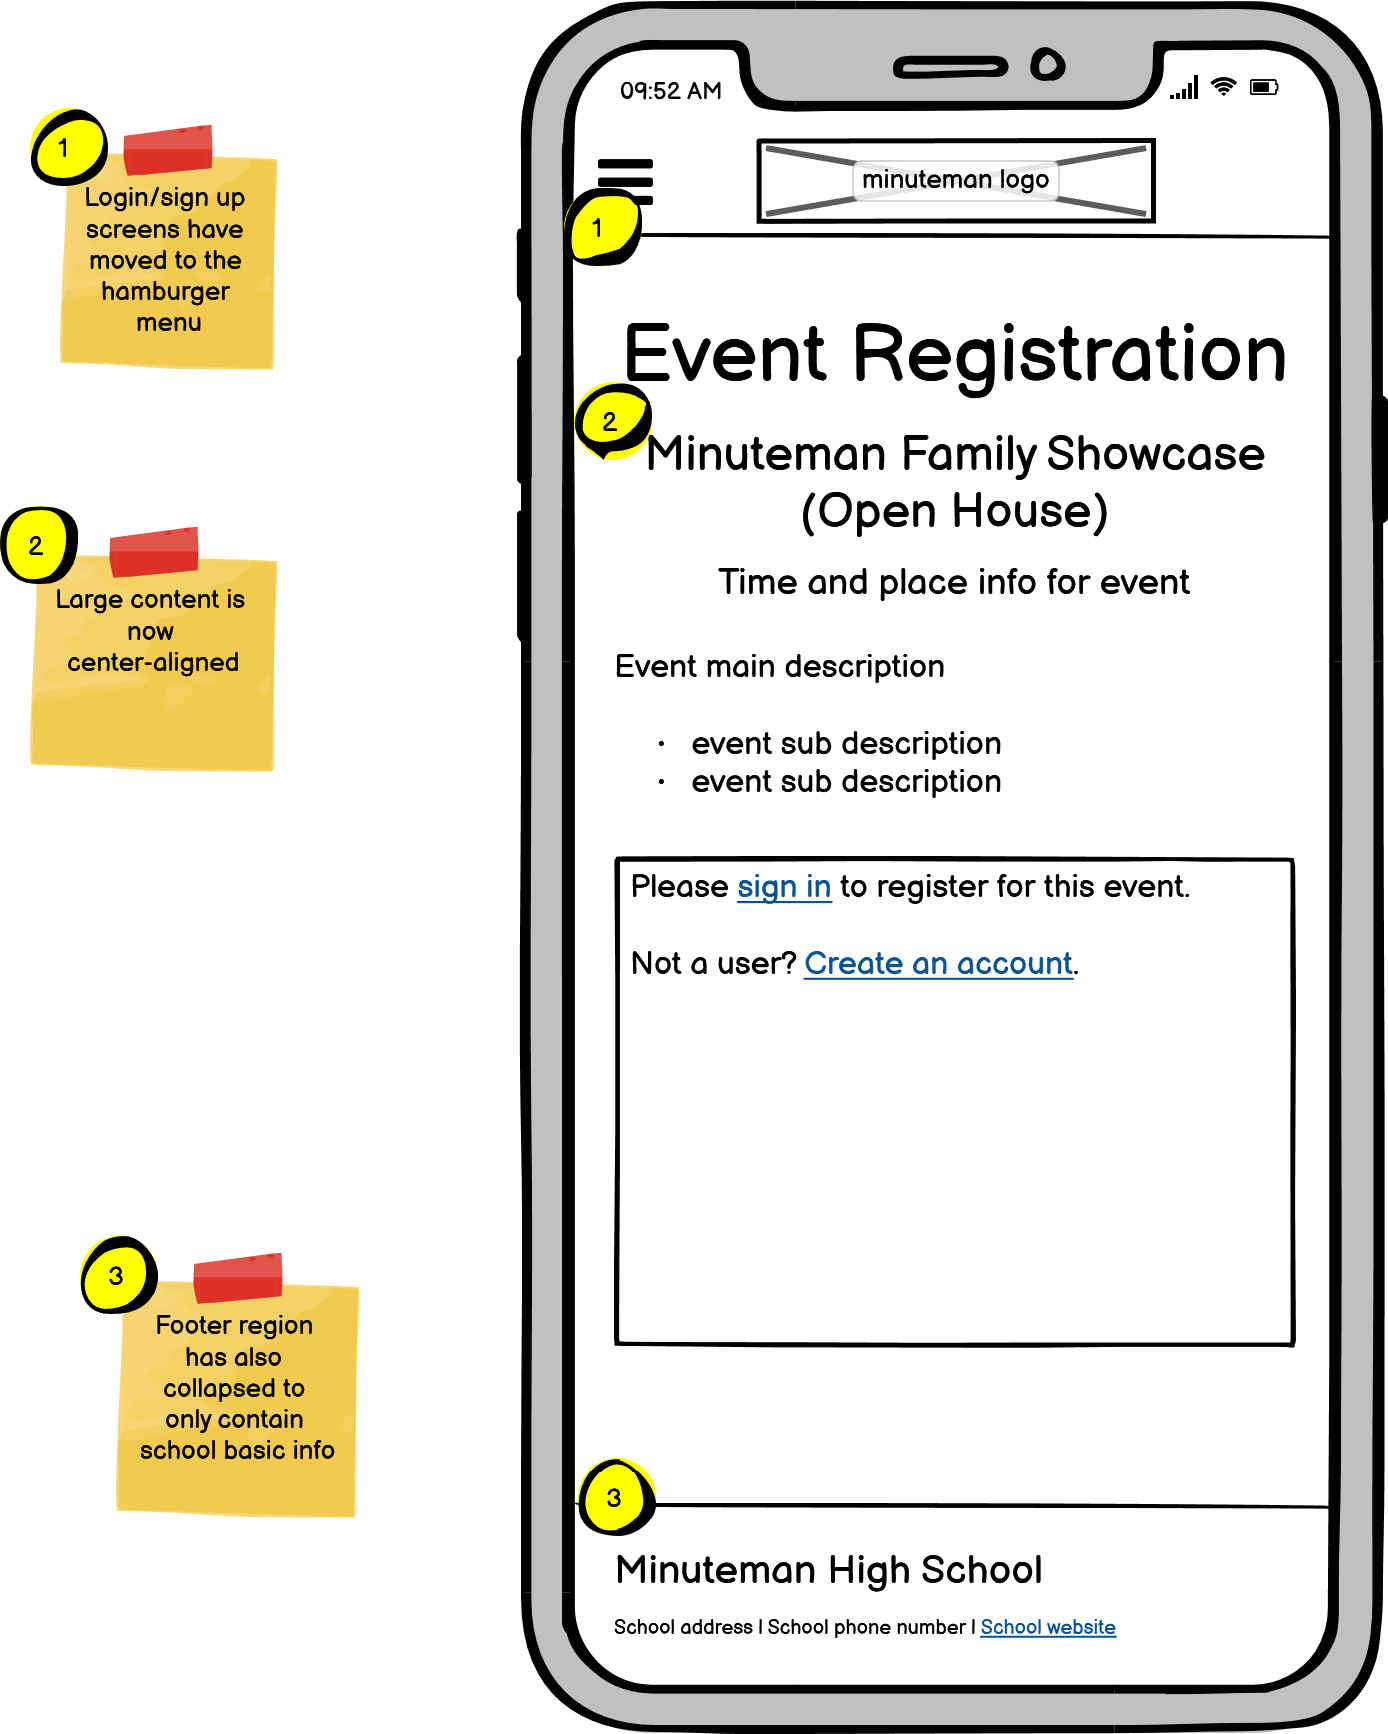 1
Login/sign up
screens have
moved to the
hamburger
menu
2
Large content is
now
center-aligned
3
Footer region
has also
collapsed to
only contain
school basic info
09:52 AM
minuteman logo
1
Event Registration
2
Minuteman Family Showcase
(Open House)
Time and place info for event
Event main description
• event sub description
• event sub description
Please sign in to register for this event.
Not a user? Create an account.
3
Minuteman High School
School address | School phone number | School website